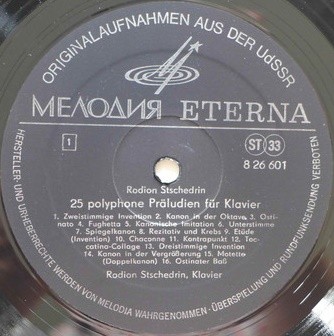 ORIGINALAUFNAHMEN AUS DER UdSSR
МЕЛОДИЯ ETERNA
1
ST 33
8 26 601
Rodion Stschedrin
25 polyphone Präludien für Klavier
1. Zweistimmige Invention 2. Kanon in der Oktave 3. Osti-
nato 4. Fughetta 5. Kanonische Imitation 6. Unterstimme
7. Spiegelkanon 8. Rezitativ und Krebs 9. Etüde
(Invention) 10. Chaconne 11. Kontrapunkt 12. Toc-
catina-Collage 13. Dreistimmige Invention
14. Kanon in der Vergrößerung 15. Motette
(Doppelkanon) 16. Ostinater Baß
Rodion Stschedrin, Klavier
HERSTELLER UND URHEBERRECHTE WERDEN VON MELODIA WAHRGENOMMEN · ÜBERSPIELUNG UND RUNDFUNKSENDUNG VERBOTEN